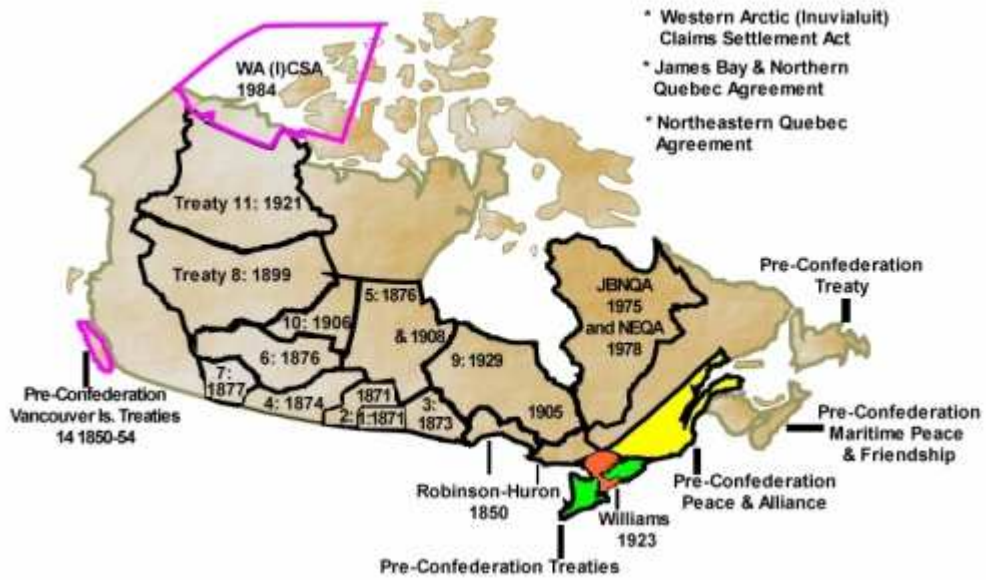 * Western Arctic (Inuvialuit)
Claims Settlement Act
* James Bay & Northern
Quebec Agreement
* Northeastern Quebec
Agreement
WA (I)CSA
1984
Treaty 11: 1921
Treaty 8: 1899
5: 1876
& 1908
10: 1906
6: 1876
7:
1877
4: 1874
1871
2:
1:1871
3:
1873
9: 1929
1905
JBNQA
1975
and NEQA
1978
Pre-Confederation
Treaty
Pre-Confederation
Vancouver Is. Treaties
14 1850-54
Pre-Confederation
Maritime Peace
& Friendship
Pre-Confederation
Peace & Alliance
Robinson-Huron
1850
Williams
1923
Pre-Confederation Treaties